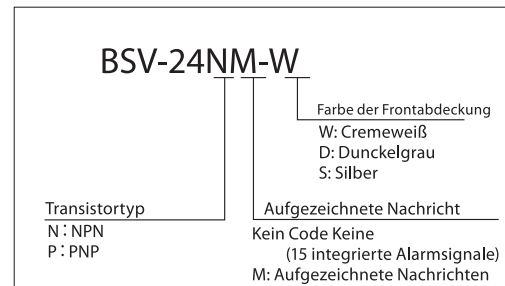 BSV-24NM-W
Farbe der Frontabdeckung
W: Cremeweiß
D: Dunckelgrau
S: Silber
Transistortyp
N：NPN
P：PNP
Aufgezeichnete Nachricht
Kein Code Keine
(15 integrierte Alarmsignale)
M: Aufgezeichnete Nachrichten